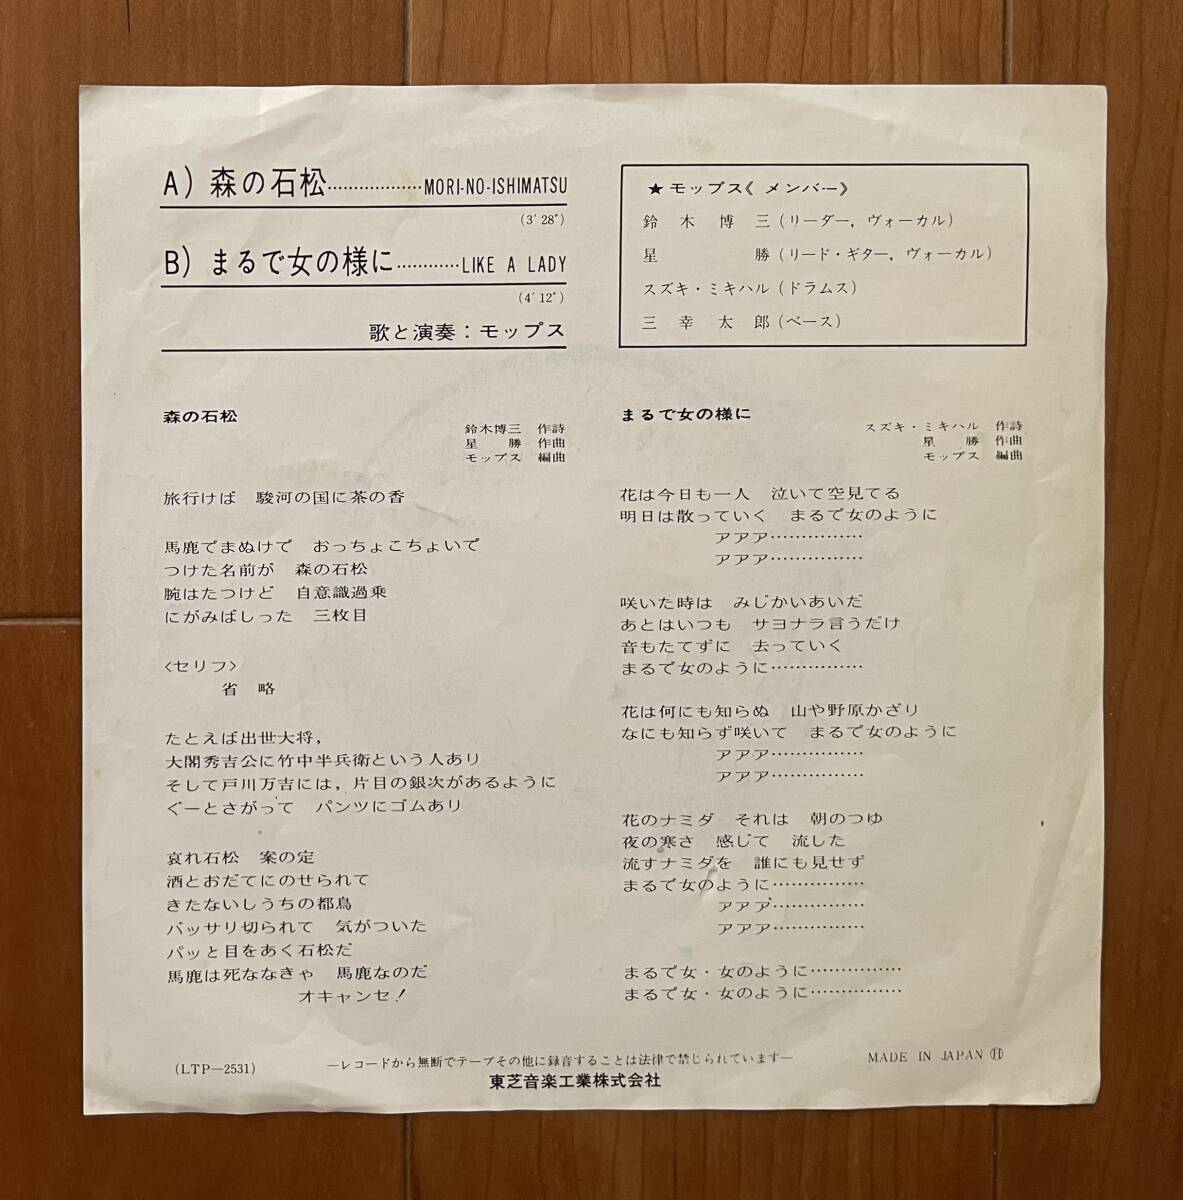 A) 森の石松………………MORI-NO-ISHIMATSU
(3′28″)
B) まるで女の様に…………LIKE A LADY
(4′12″)
歌と演奏：モップス
★モップス《メンバー》
鈴木博三(リーダー，ヴォーカル)
星　勝(リード・ギター，ヴォーカル)
スズキ・ミキハル(ドラムス)
三幸太郎(ベース)
森の石松
鈴木博三　作詩
星　勝　作曲
モップス　編曲
旅行けば　駿河の国に茶の香
馬鹿でまぬけで　おっちょこちょいで
つけた名前が　森の石松
腕はたつけど　自意識過乗
にがみばしった　三枚目
〈セリフ〉
省　略
たとえば出世大将，
大閣秀吉公に竹中半兵衛という人あり
そして戸川万吉には，片目の銀次があるように
ぐーとさがって　パンツにゴムあり
哀れ石松　案の定
酒とおだてにのせられて
きたないしうちの都鳥
バッサリ切られて　気がついた
パッと目をあく石松だ
馬鹿は死ななきゃ　馬鹿なのだ
オキャンセ！
まるで女の様に
スズキ・ミキハル　作詩
星　勝　作曲
モップス　編曲
花は今日も一人　泣いて空見てる
明日は散っていく　まるで女のように
アアア……………
アアア……………
咲いた時は　みじかいあいだ
あとはいつも　サヨナラ言うだけ
音もたてずに　去っていく
まるで女のように……………
花は何にも知らぬ　山や野原かざり
なにも知らず咲いて　まるで女のように
アアア……………
アアア……………
花のナミダ　それは　朝のつゆ
夜の寒さ　感じて　流した
流すナミダを　誰にも見せず
まるで女のように……………
アアア……………
アアア……………
まるで女・女のように……………
まるで女・女のように……………
(LTP—2531)
—レコードから無断でテープその他に録音することは法律で禁じられています—
東芝音楽工業株式会社
MADE IN JAPAN ⑪